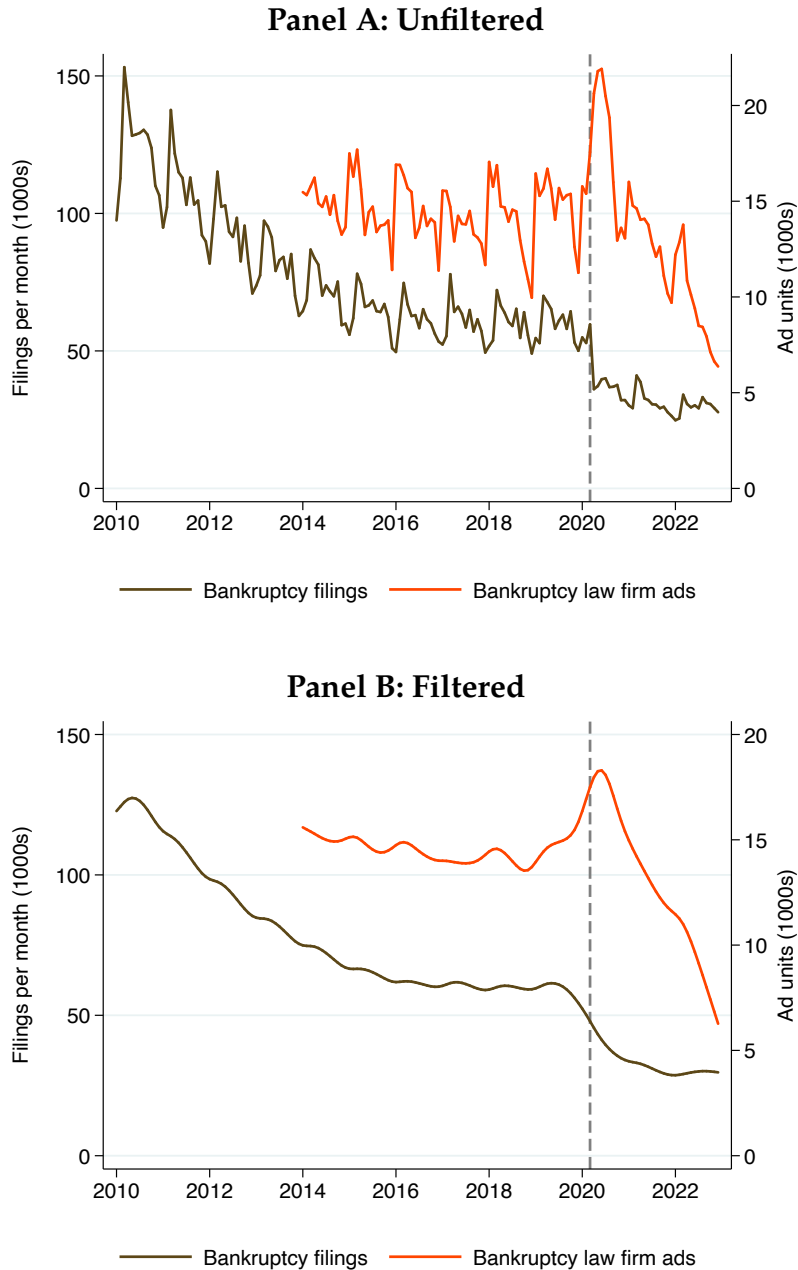 Panel A: Unfiltered
Filings per month (1000s)
150
100
50
0
20
15
10
5
0
Ad units (1000s)
2010 2012 2014 2016 2018 2020 2022
Bankruptcy filings Bankruptcy law firm ads
Panel B: Filtered
Filings per month (1000s)
150
100
50
0
20
15
10
5
0
Ad units (1000s)
2010 2012 2014 2016 2018 2020 2022
Bankruptcy filings Bankruptcy law firm ads